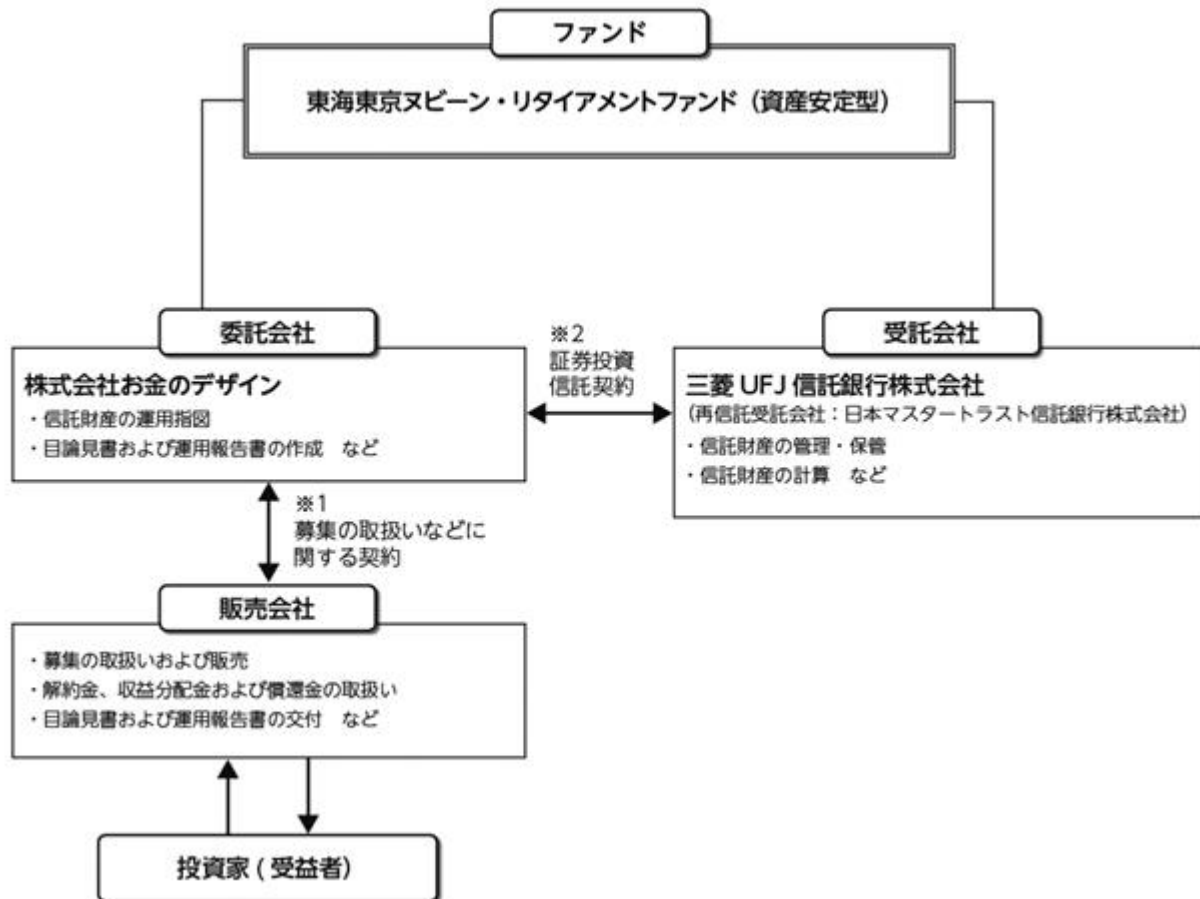 ファンド
東海東京ヌビーン・リタイアメントファンド（資産安定型）
委託会社
株式会社お金のデザイン
・信託財産の運用指図
・目論見書および運用報告書の作成　など
※2
証券投資
信託契約
受託会社
三菱 UFJ 信託銀行株式会社
(再信託受託会社：日本マスタートラスト信託銀行株式会社)
・信託財産の管理・保管
・信託財産の計算　など
※1
募集の取扱いなどに
関する契約
販売会社
・募集の取扱いおよび販売
・解約金、収益分配金および償還金の取扱い
・目論見書および運用報告書の交付　など
投資家 ( 受益者)